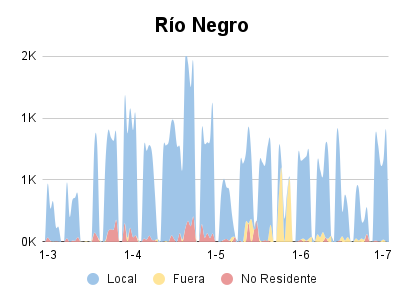 Río Negro
2K
1K
1K
0K
1-3 1-4 1-5 1-6 1-7
Local Fuera No Residente